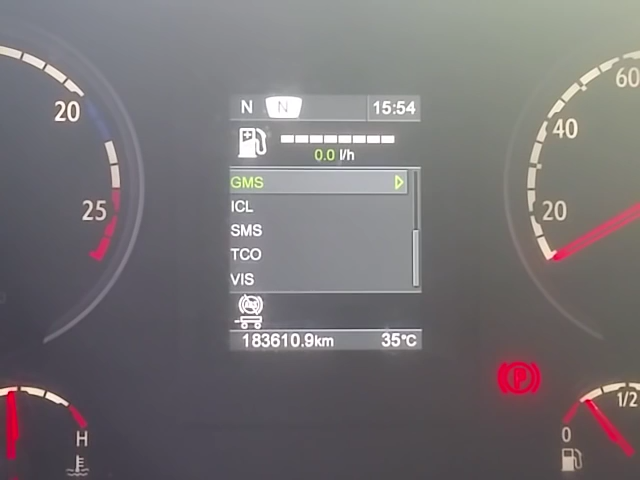 N N 15:54
0.0 l/h
GMS
ICL
SMS
TCO
VIS
183610.9km 35°C
20
25
60
40
20
P
H
0
1/2